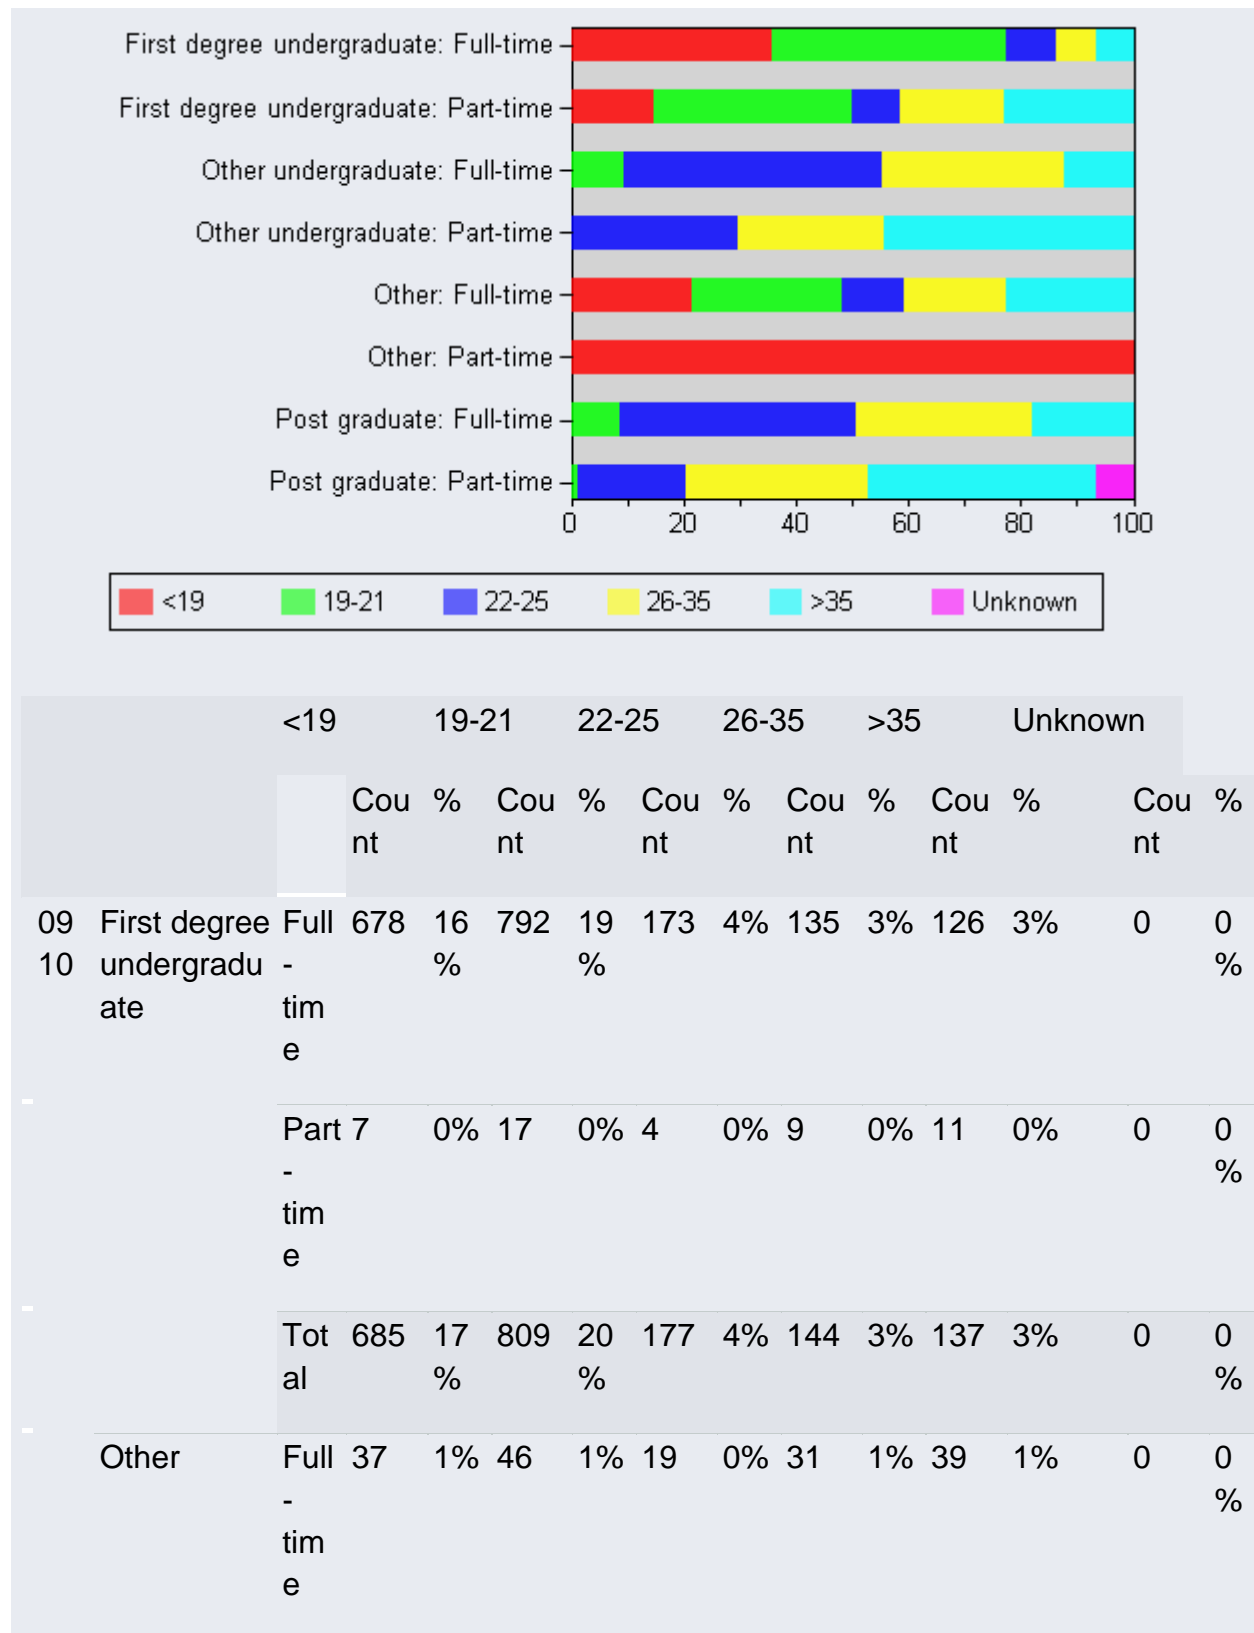 First degree undergraduate: Full-time
First degree undergraduate: Part-time
Other undergraduate: Full-time
Other undergraduate: Part-time
Other: Full-time
Other: Part-time
Post graduate: Full-time
Post graduate: Part-time
0 20 40 60 80 100
<19 19-21 22-25 26-35 >35 Unknown
<19 19-21 22-25 26-35 >35 Unknown
Cou % Cou % Cou % Cou % Cou % Cou %
nt nt nt nt nt nt
09 First degree Full 678 16 792 19 173 4% 135 3% 126 3% 0 0
10 undergradu - % % %
ate tim
e
Part 7 0% 17 0% 4 0% 9 0% 11 0% 0 0
- %
tim
e
Tot 685 17 809 20 177 4% 144 3% 137 3% 0 0
al % % %
Other Full 37 1% 46 1% 19 0% 31 1% 39 1% 0 0
- %
tim
e